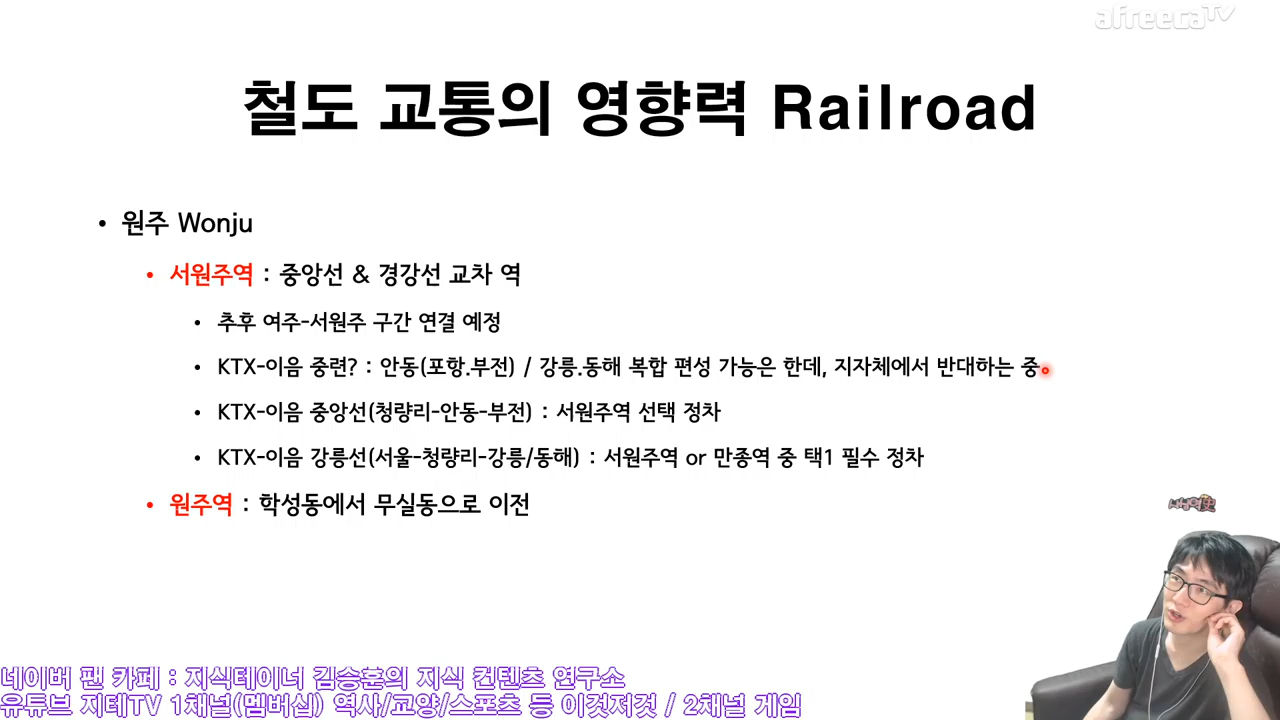 afreecaTV
철도 교통의 영향력 Railroad
• 원주 Wonju
• 서원주역 : 중앙선 & 경강선 교차 역
• 추후 여주-서원주 구간 연결 예정
• KTX-이음 중련? : 안동(포항.부전) / 강릉.동해 복합 편성 가능은 한데, 지자체에서 반대하는 중
• KTX-이음 중앙선(청량리-안동-부전) : 서원주역 선택 정차
• KTX-이음 강릉선(서울-청량리-강릉/동해) : 서원주역 or 만종역 중 택1 필수 정차
• 원주역 : 학성동에서 무실동으로 이전
네이버 팬 카페 : 지식테이너 김승훈의 지식 컨텐츠 연구소
유튜브 지테TV 1채널(멤버십) 역사/교양/스포츠 등 이것저것 / 2채널 게임